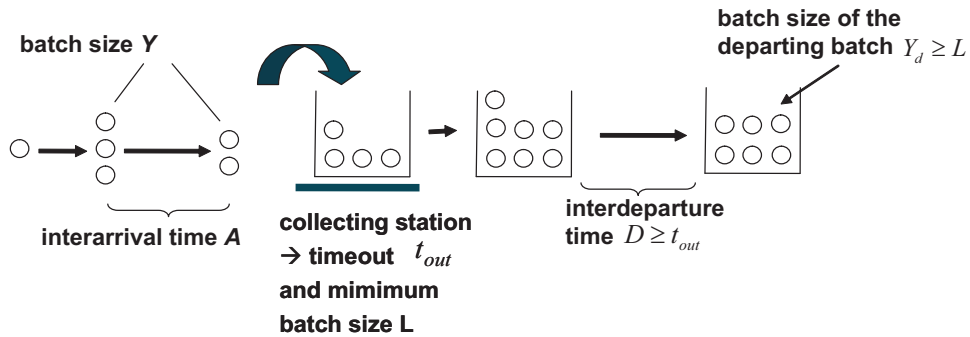 batch size Y
interarrival time A
collecting station
→ timeout t_out
and mimimum
batch size L
interdeparture
time D ≥ t_out
batch size of the
departing batch Y_d ≥ L